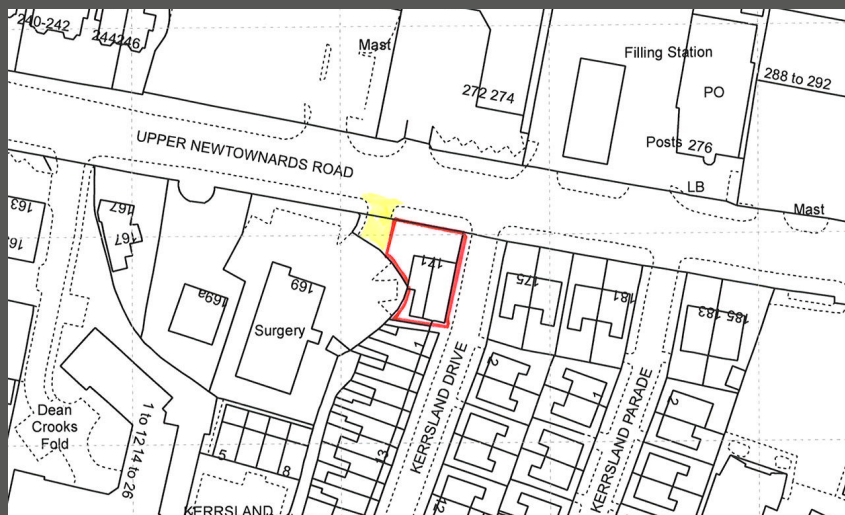 240-242
244246
Mast
272 274
Filling Station
288 to 292
PO
Posts 276
LB
Mast
UPPER NEWTOWNARDS ROAD
163
167
167
169a
169
Surgery
171
175
181
183
185
1
2
1
2
KERRSLAND DRIVE
KERRSLAND PARADE
Dean
Crooks
Fold
1 to 12 14 to 26
5
8
13
12
KERRSLAND